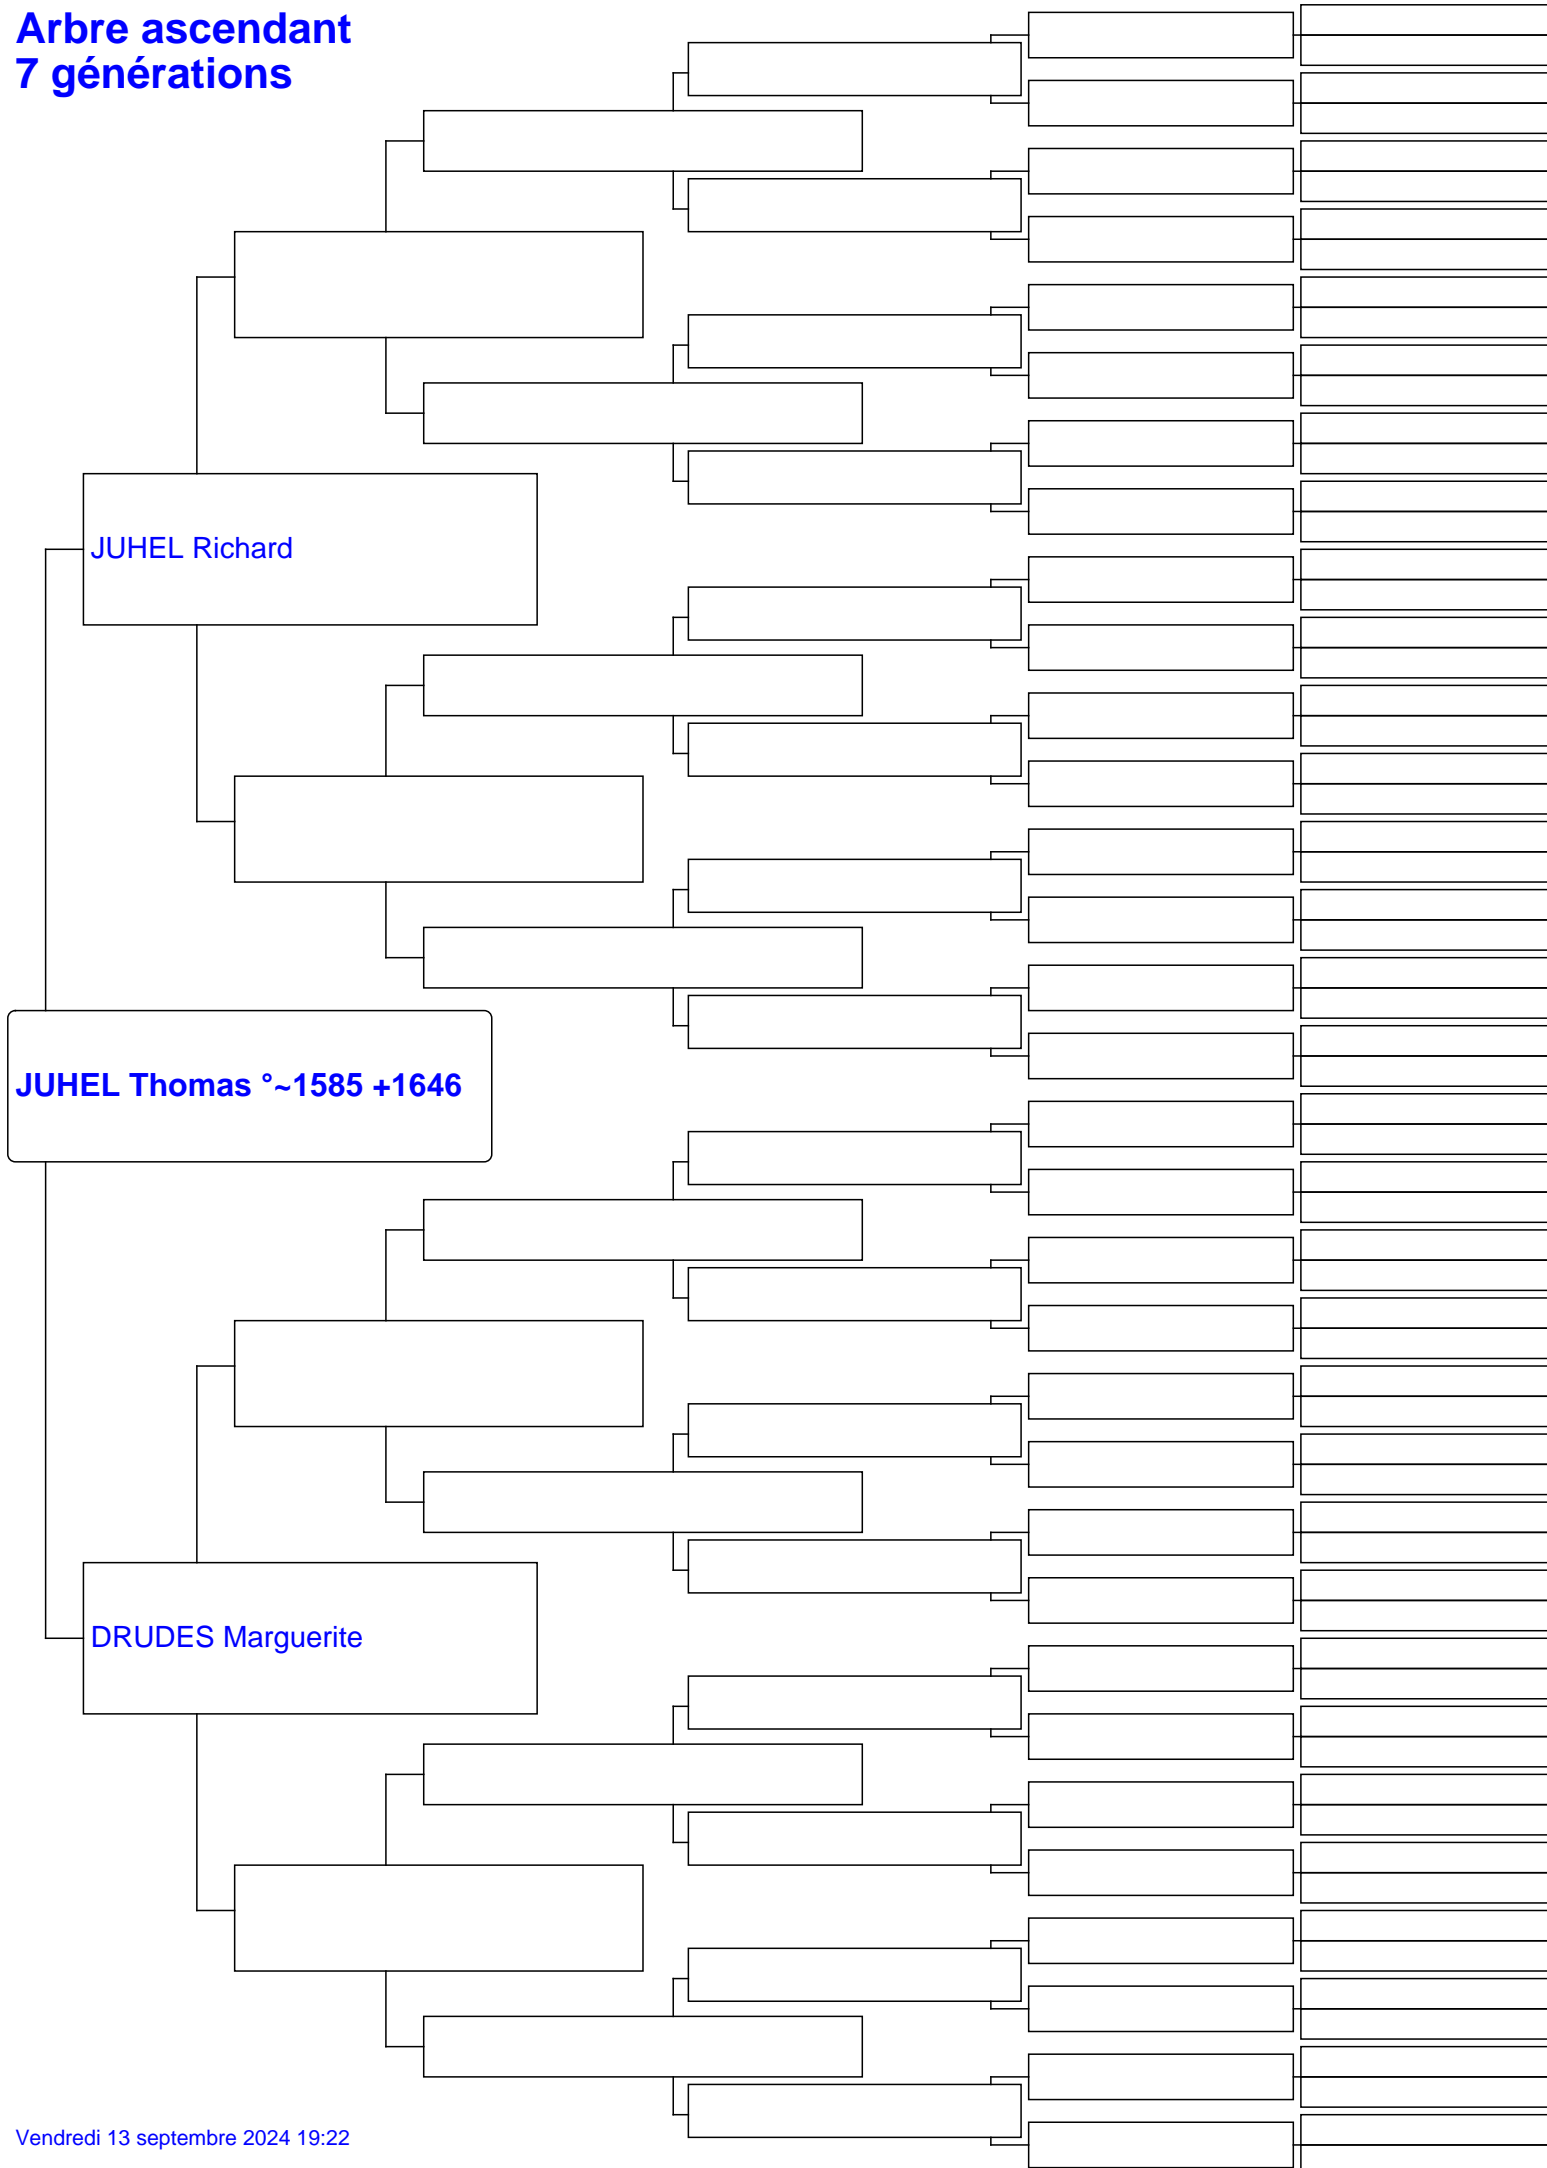 Arbre ascendant
7 générations
JUHEL Richard
JUHEL Thomas °~1585 +1646
DRUDES Marguerite
Vendredi 13 septembre 2024 19:22